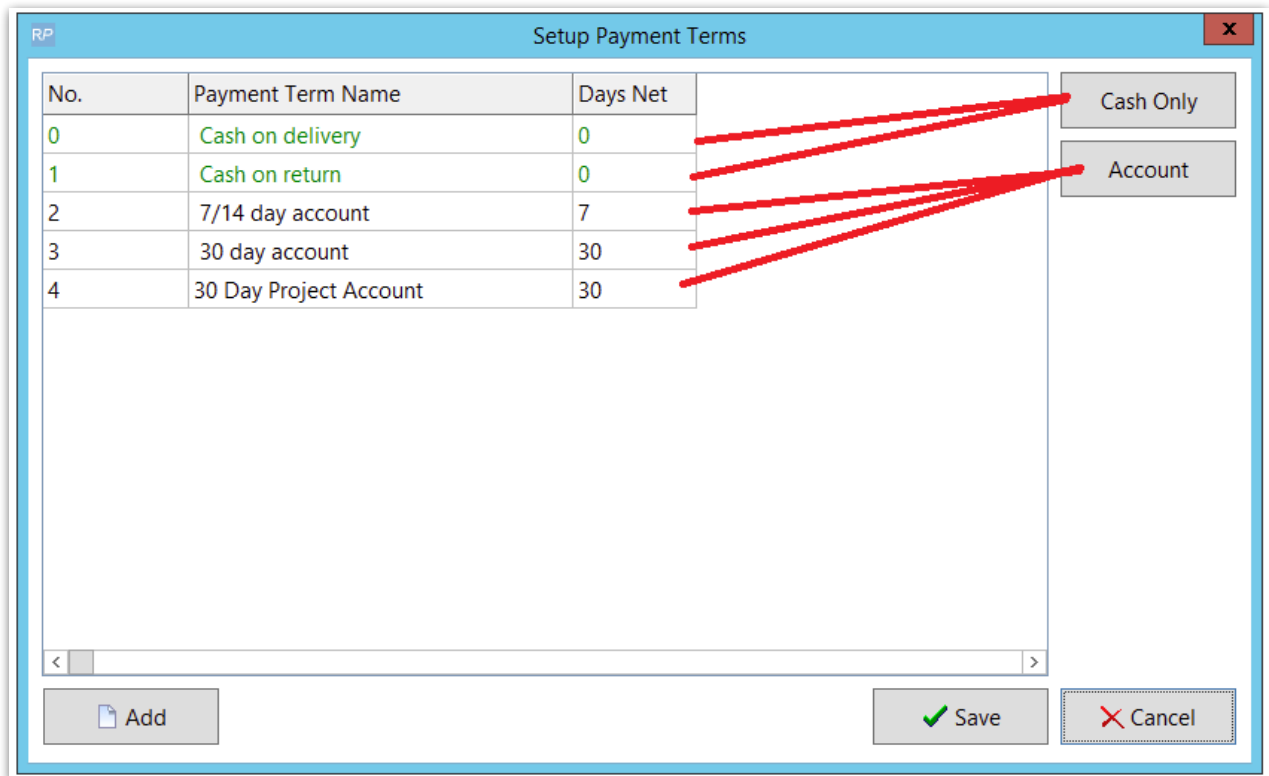 RP Setup Payment Terms x
No. Payment Term Name Days Net
Cash Only
0 Cash on delivery 0
1 Cash on return 0
Account
2 7/14 day account 7
3 30 day account 30
4 30 Day Project Account 30
Add Save Cancel